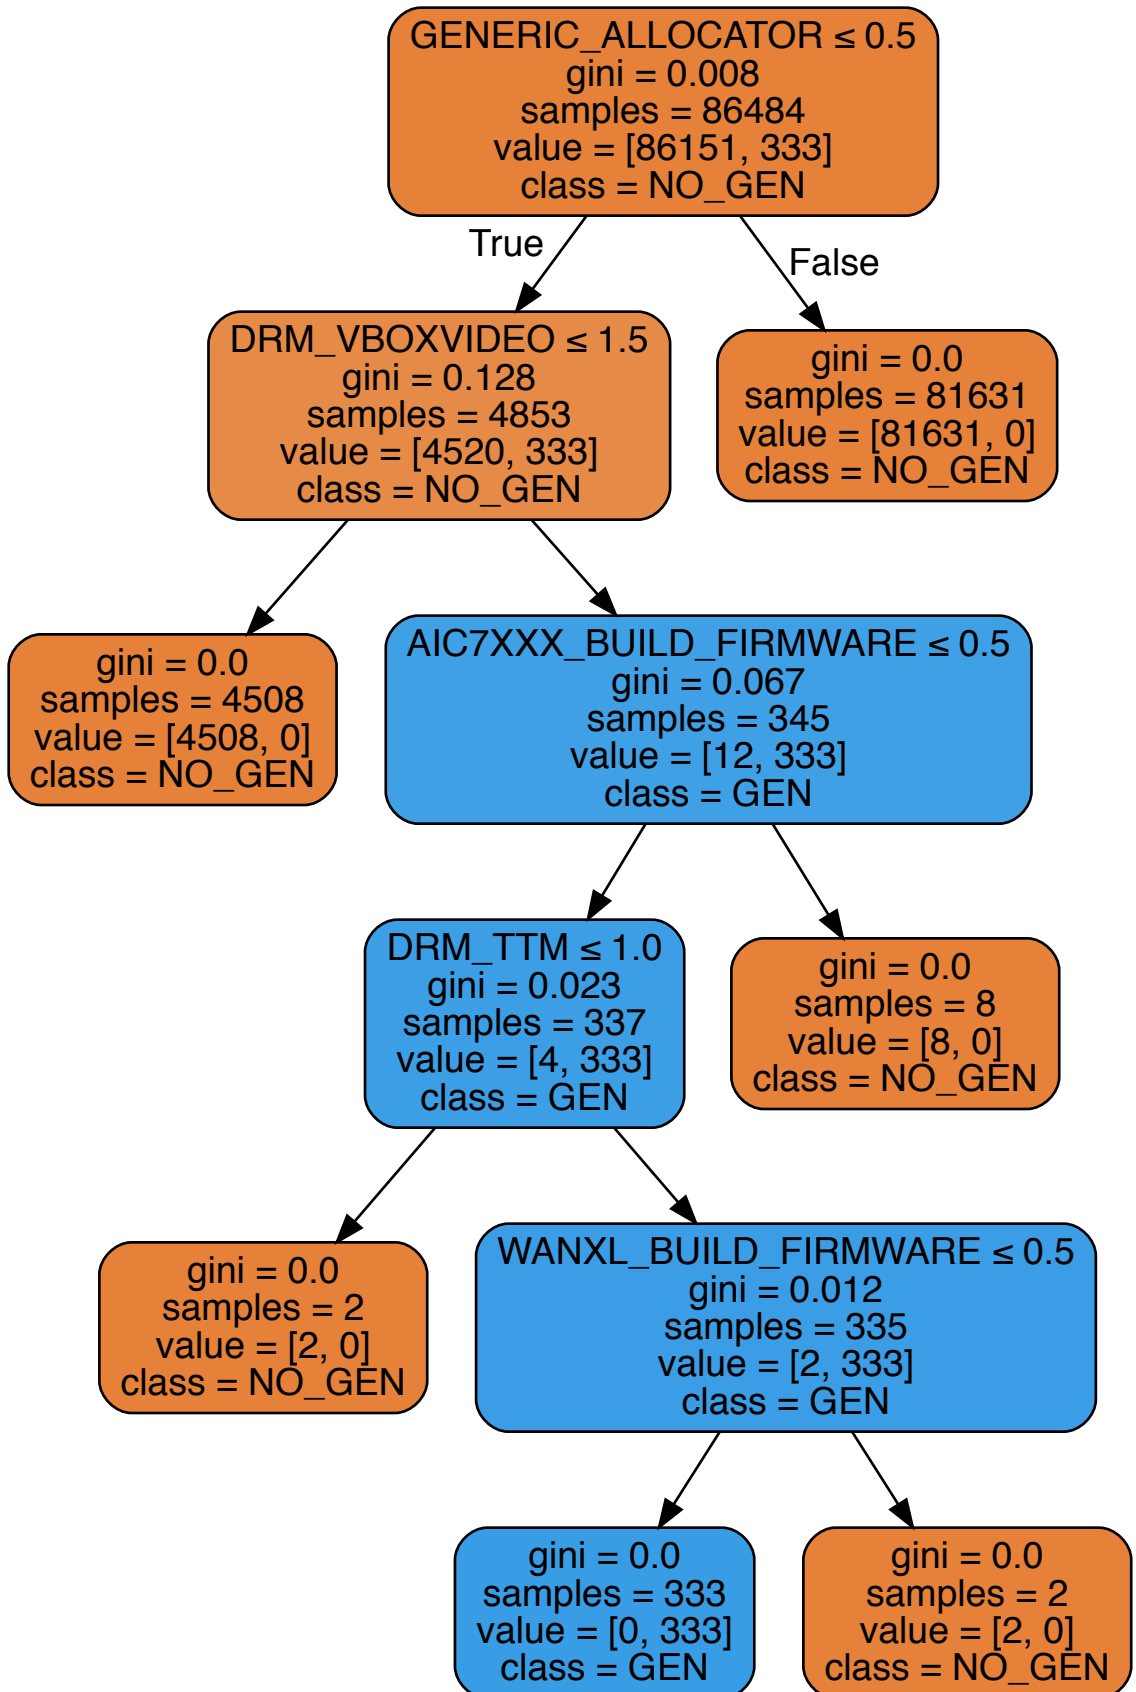 GENERIC_ALLOCATOR ≤ 0.5
gini = 0.008
samples = 86484
value = [86151, 333]
class = NO_GEN
True
False
DRM_VBOXVIDEO ≤ 1.5
gini = 0.128
samples = 4853
value = [4520, 333]
class = NO_GEN
gini = 0.0
samples = 81631
value = [81631, 0]
class = NO_GEN
gini = 0.0
samples = 4508
value = [4508, 0]
class = NO_GEN
AIC7XXX_BUILD_FIRMWARE ≤ 0.5
gini = 0.067
samples = 345
value = [12, 333]
class = GEN
DRM_TTM ≤ 1.0
gini = 0.023
samples = 337
value = [4, 333]
class = GEN
gini = 0.0
samples = 8
value = [8, 0]
class = NO_GEN
gini = 0.0
samples = 2
value = [2, 0]
class = NO_GEN
WANXL_BUILD_FIRMWARE ≤ 0.5
gini = 0.012
samples = 335
value = [2, 333]
class = GEN
gini = 0.0
samples = 333
value = [0, 333]
class = GEN
gini = 0.0
samples = 2
value = [2, 0]
class = NO_GEN